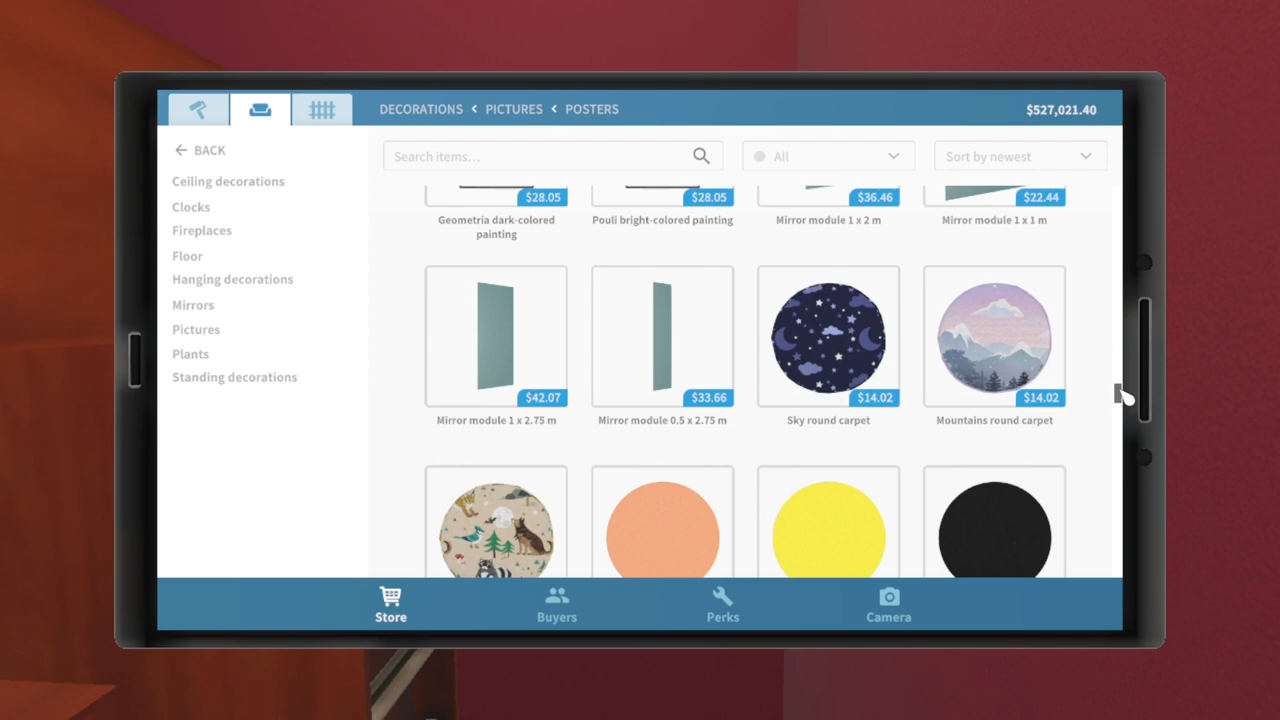 DECORATIONS < PICTURES < POSTERS
$527,021.40
BACK
Ceiling decorations
Clocks
Fireplaces
Floor
Hanging decorations
Mirrors
Pictures
Plants
Standing decorations
Search items...
All
Sort by newest
$28.05
$28.05
$36.46
$22.44
Geometria dark-colored
painting
Pouli bright-colored painting
Mirror module 1 x 2 m
Mirror module 1 x 1 m
$42.07
$33.66
$14.02
$14.02
Mirror module 1 x 2.75 m
Mirror module 0.5 x 2.75 m
Sky round carpet
Mountains round carpet
Store
Buyers
Perks
Camera